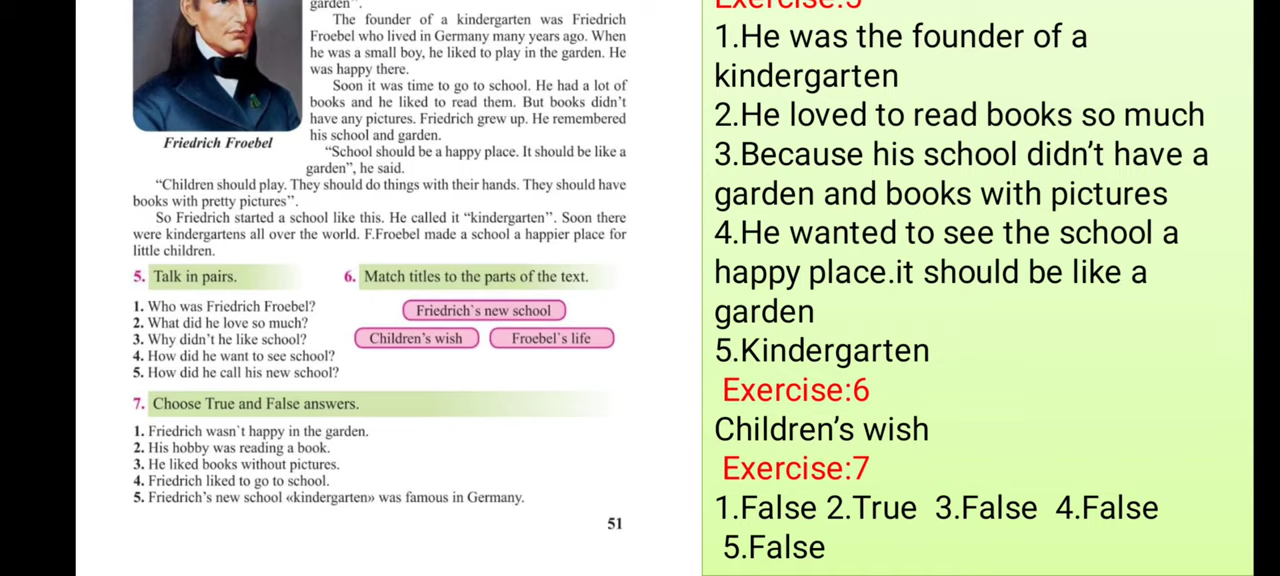 garden”.
The founder of a kindergarten was Friedrich
Froebel who lived in Germany many years ago. When
he was a small boy, he liked to play in the garden. He
was happy there.
Soon it was time to go to school. He had a lot of
books and he liked to read them. But books didn’t
have any pictures. Friedrich grew up. He remembered
his school and garden.
Friedrich Froebel
“School should be a happy place. It should be like a
garden”, he said.
“Children should play. They should do things with their hands. They should have
books with pretty pictures”.
So Friedrich started a school like this. He called it “kindergarten”. Soon there
were kindergartens all over the world. F.Froebel made a school a happier place for
little children.
5. Talk in pairs.
1. Who was Friedrich Froebel?
2. What did he love so much?
3. Why didn’t he like school?
4. How did he want to see school?
5. How did he call his new school?
6. Match titles to the parts of the text.
Friedrich`s new school
Children’s wish
Froebel`s life
7. Choose True and False answers.
1. Friedrich wasn`t happy in the garden.
2. His hobby was reading a book.
3. He liked books without pictures.
4. Friedrich liked to go to school.
5. Friedrich’s new school «kindergarten» was famous in Germany.
51
Exercise:5
1.He was the founder of a
kindergarten
2.He loved to read books so much
3.Because his school didn’t have a
garden and books with pictures
4.He wanted to see the school a
happy place.it should be like a
garden
5.Kindergarten
Exercise:6
Children’s wish
Exercise:7
1.False 2.True 3.False 4.False
5.False